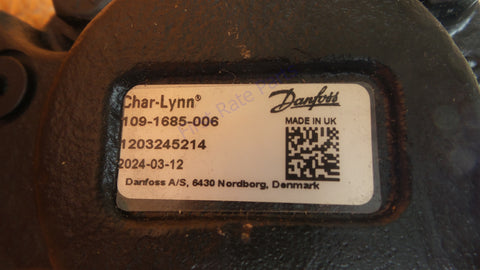 Char-Lynn® Danfoss
109-1685-006 MADE IN UK
1203245214
2024-03-12
Danfoss A/S, 6430 Nordborg, Denmark